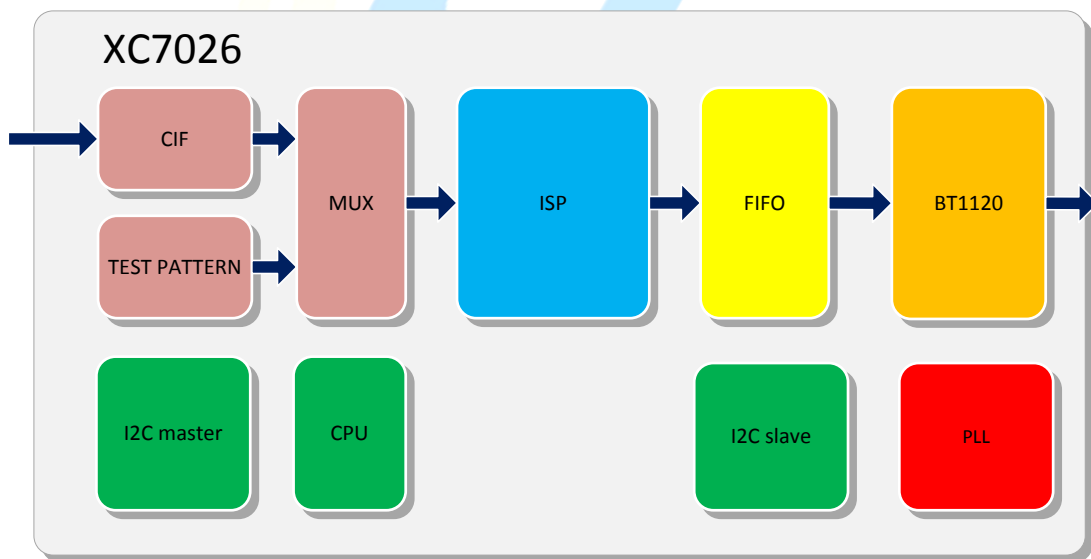 XC7026
CIF
MUX
ISP
FIFO
BT1120
TEST PATTERN
I2C master
CPU
I2C slave
PLL